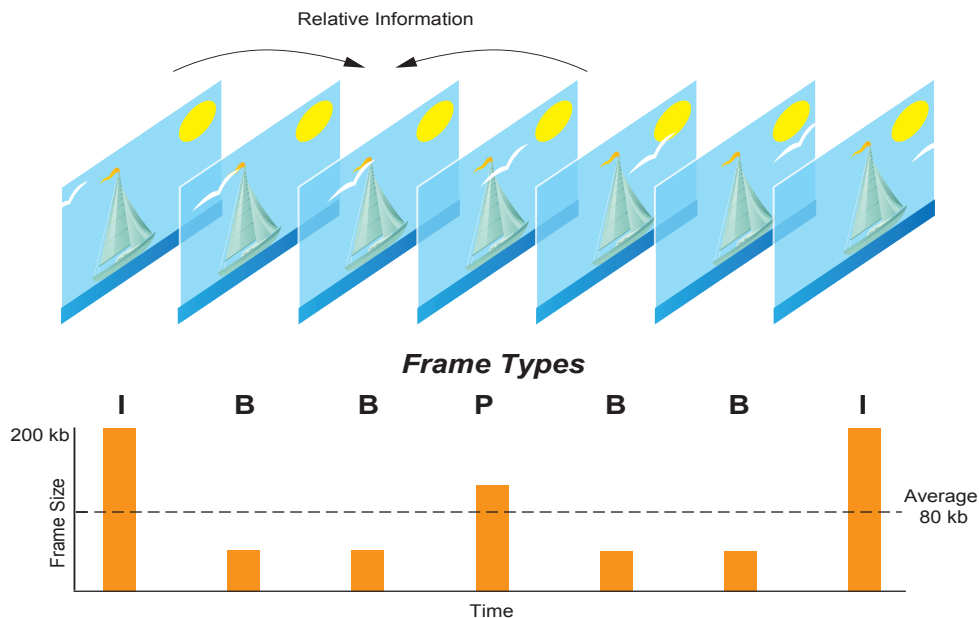 Relative Information
Frame Types
I B B P B B I
200 kb
Frame Size
Average
80 kb
Time